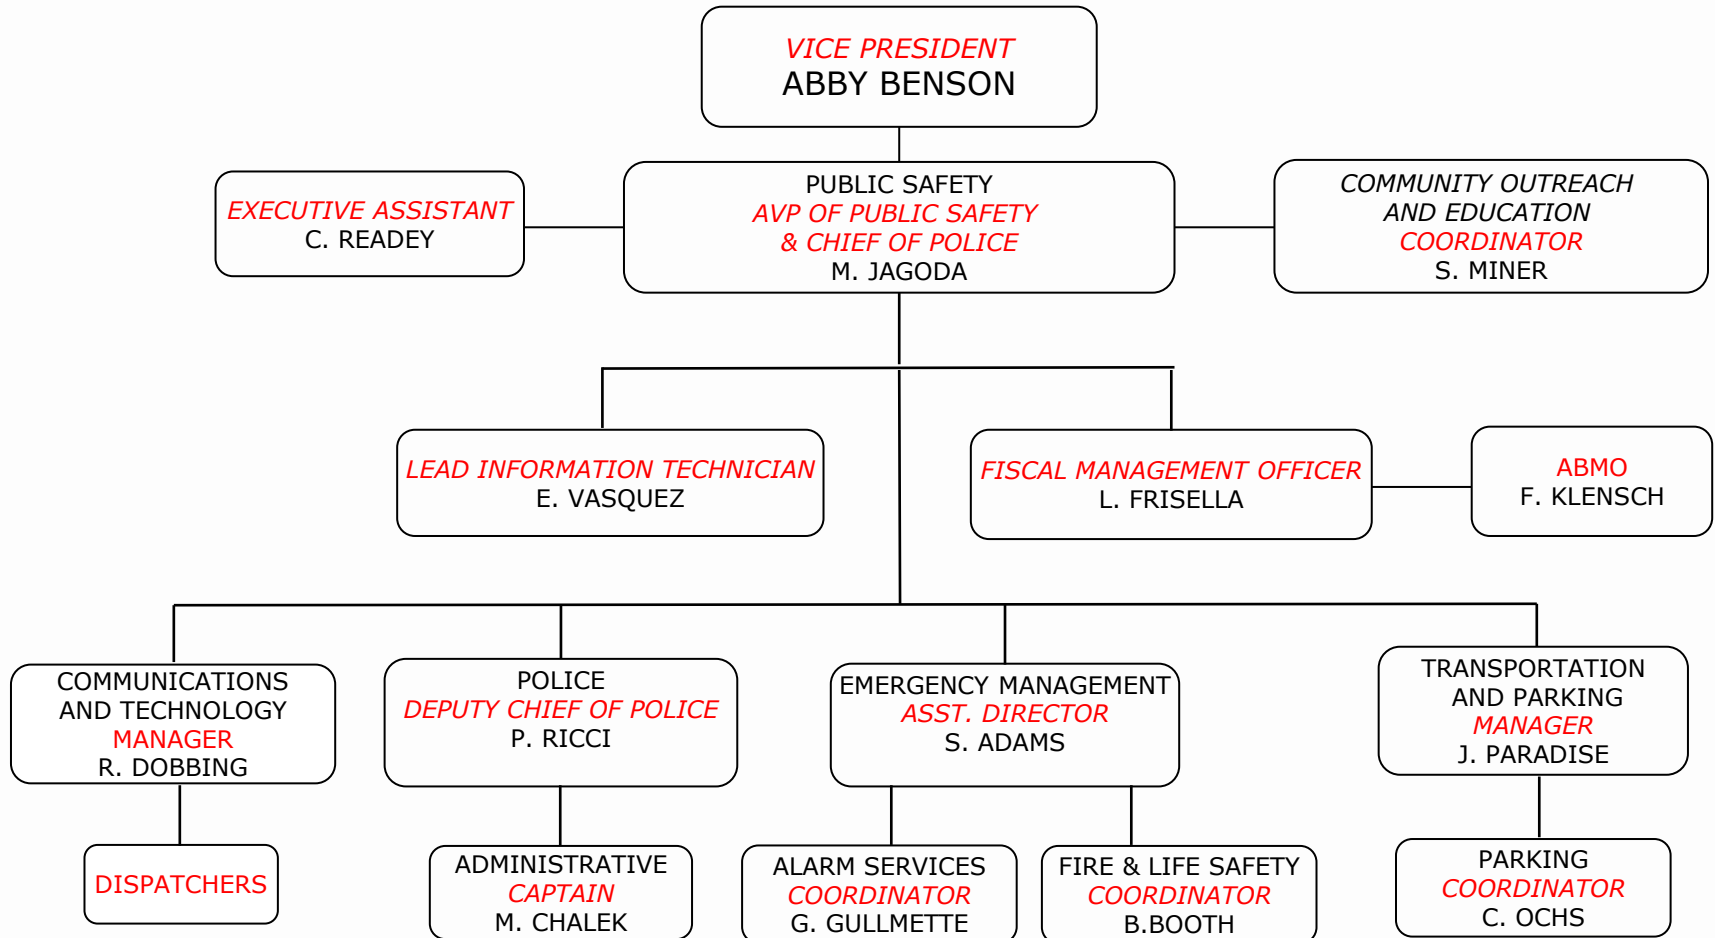 VICE PRESIDENT
ABBY BENSON
EXECUTIVE ASSISTANT
C. READEY
PUBLIC SAFETY
AVP OF PUBLIC SAFETY
& CHIEF OF POLICE
M. JAGODA
COMMUNITY OUTREACH
AND EDUCATION
COORDINATOR
S. MINER
LEAD INFORMATION TECHNICIAN
E. VASQUEZ
FISCAL MANAGEMENT OFFICER
L. FRISELLA
ABMO
F. KLENSCH
COMMUNICATIONS
AND TECHNOLOGY
MANAGER
R. DOBBING
POLICE
DEPUTY CHIEF OF POLICE
P. RICCI
EMERGENCY MANAGEMENT
ASST. DIRECTOR
S. ADAMS
TRANSPORTATION
AND PARKING
MANAGER
J. PARADISE
DISPATCHERS
ADMINISTRATIVE
CAPTAIN
M. CHALEK
ALARM SERVICES
COORDINATOR
G. GULLMETTE
FIRE & LIFE SAFETY
COORDINATOR
B.BOOTH
PARKING
COORDINATOR
C. OCHS